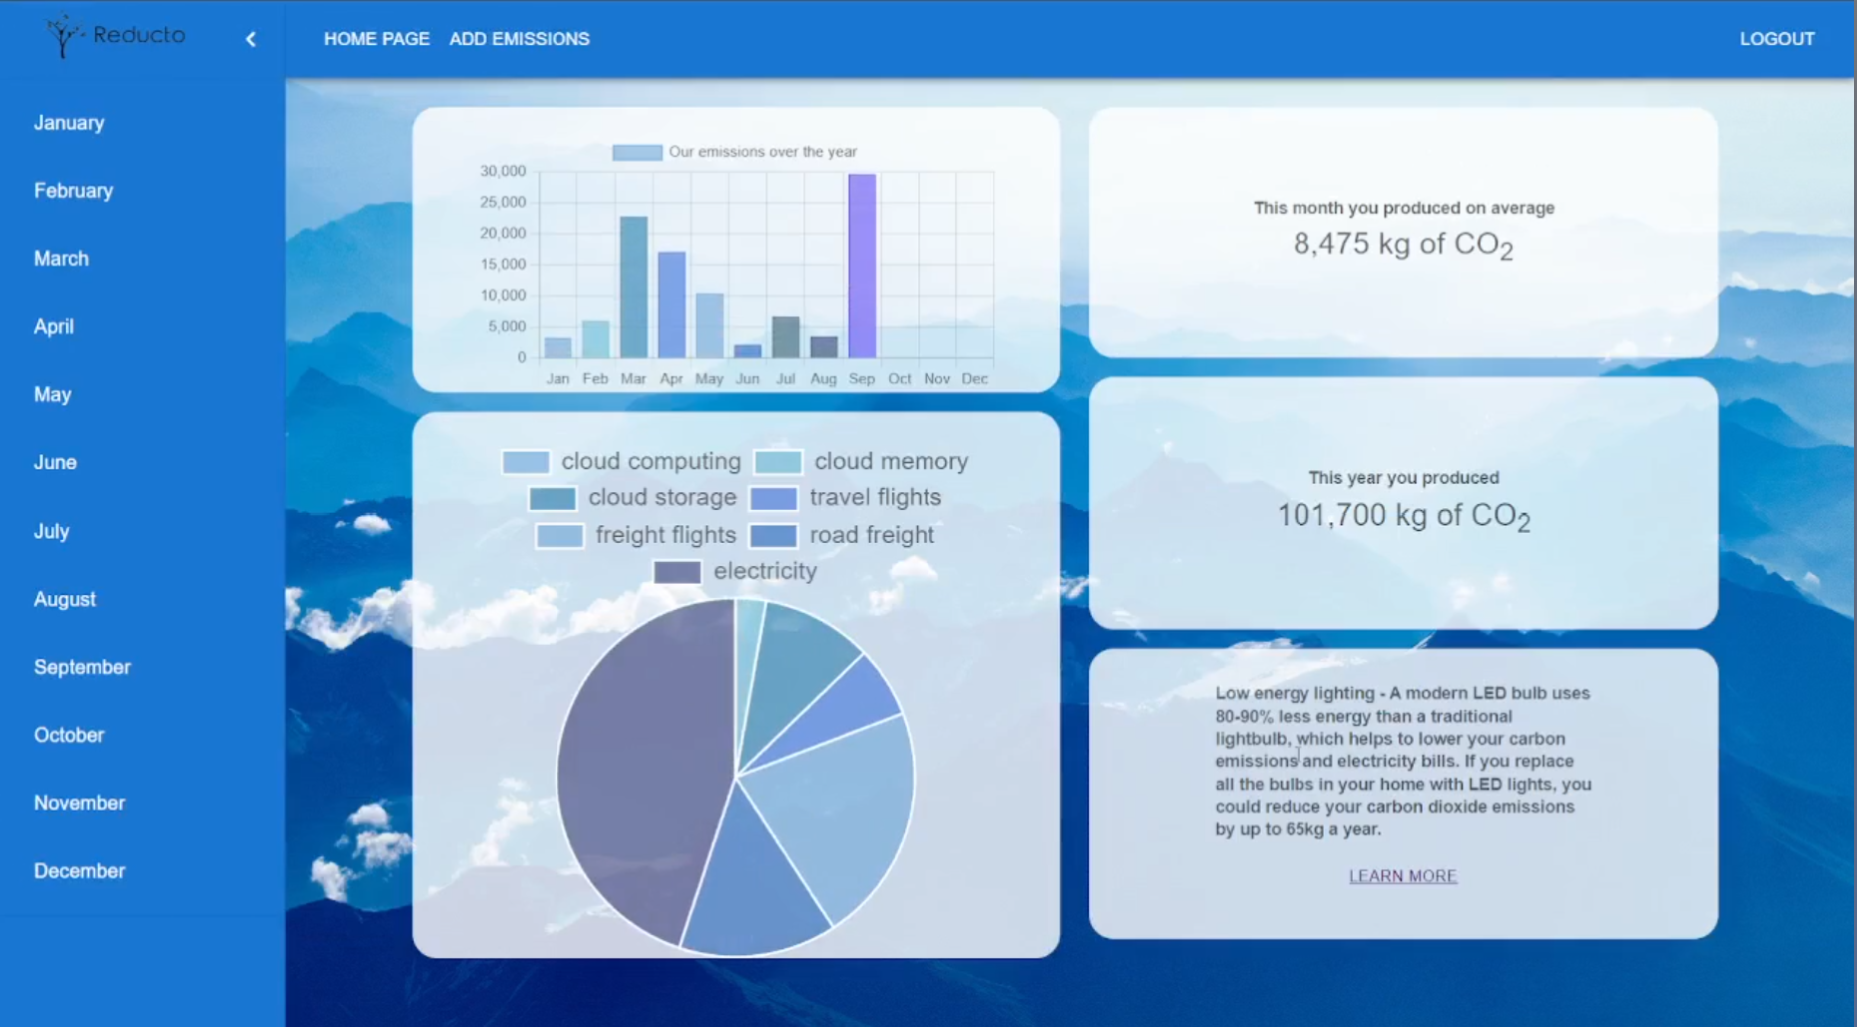 Reducto
HOME PAGE
ADD EMISSIONS
LOGOUT
January
February
March
April
May
June
July
August
September
October
November
December
Our emissions over the year
30,000
25,000
20,000
15,000
10,000
5,000
0
Jan Feb Mar Apr May Jun Jul Aug Sep Oct Nov Dec
cloud computing cloud memory
cloud storage travel flights
freight flights road freight
electricity
This month you produced on average
8,475 kg of CO₂
This year you produced
101,700 kg of CO₂
Low energy lighting - A modern LED bulb uses
80-90% less energy than a traditional
lightbulb, which helps to lower your carbon
emissions and electricity bills. If you replace
all the bulbs in your home with LED lights, you
could reduce your carbon dioxide emissions
by up to 65kg a year.
LEARN MORE